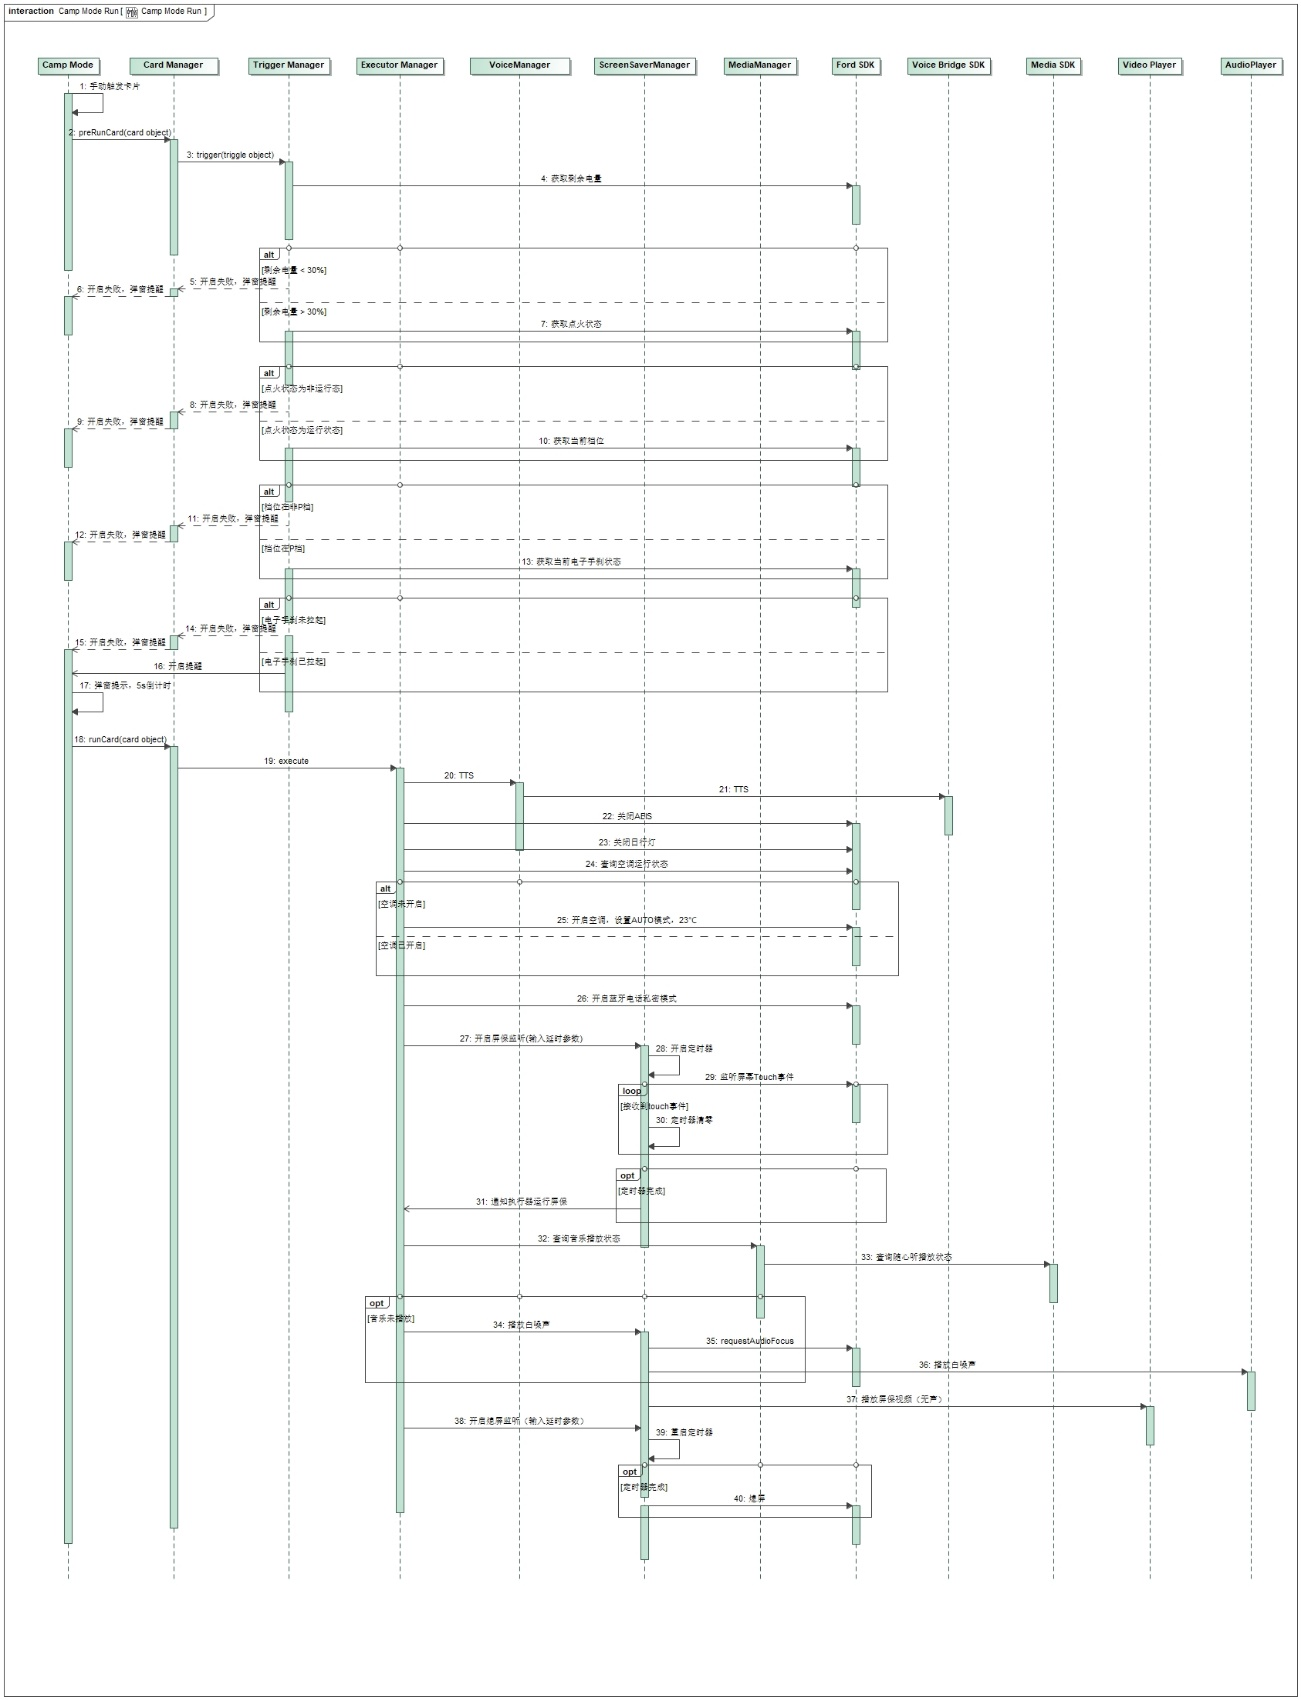 interaction Camp Mode Run [ Camp Mode Run ]
Camp Mode
Card Manager
Trigger Manager
Executor Manager
VoiceManager
ScreenSaverManager
MediaManager
Ford SDK
Voice Bridge SDK
Media SDK
Video Player
AudioPlayer
1: 手动触发卡片
2: preRunCard(card object)
3: trigger(triggle object)
4: 获取剩余电量
alt
[剩余电量 < 30%]
5: 开启失败，弹窗提醒
6: 开启失败，弹窗提醒
[剩余电量 > 30%]
7: 获取点火状态
alt
[点火状态为非运行态]
8: 开启失败，弹窗提醒
9: 开启失败，弹窗提醒
[点火状态为运行状态]
10: 获取当前档位
alt
[档位在非P档]
11: 开启失败，弹窗提醒
12: 开启失败，弹窗提醒
[档位在P档]
13: 获取当前电子手刹状态
alt
[电子手刹未拉起]
14: 开启失败，弹窗提醒
15: 开启失败，弹窗提醒
[电子手刹已拉起]
16: 开启提醒
17: 弹窗提示，5s倒计时
18: runCard(card object)
19: execute
20: TTS
21: TTS
22: 关闭AEIS
23: 关闭日行灯
24: 查询空调运行状态
alt
[空调未开启]
25: 开启空调，设置AUTO模式，23℃
[空调已开启]
26: 开启蓝牙电话私密模式
27: 开启屏保监听(输入延时参数)
28: 开启定时器
29: 监听屏幕Touch事件
loop
[接收到touch事件]
30: 定时器清零
opt
[定时器完成]
31: 通知执行器运行屏保
32: 查询音乐播放状态
33: 查询随心听播放状态
opt
[音乐未播放]
34: 播放白噪声
35: requestAudioFocus
36: 播放白噪声
37: 播放屏保视频（无声）
38: 开启熄屏监听（输入延时参数）
39: 重启定时器
opt
[定时器完成]
40: 熄屏